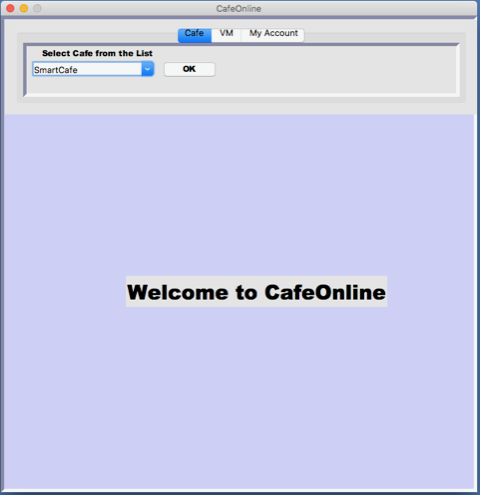 CafeOnline
Cafe VM My Account
Select Cafe from the List
SmartCafe OK
Welcome to CafeOnline